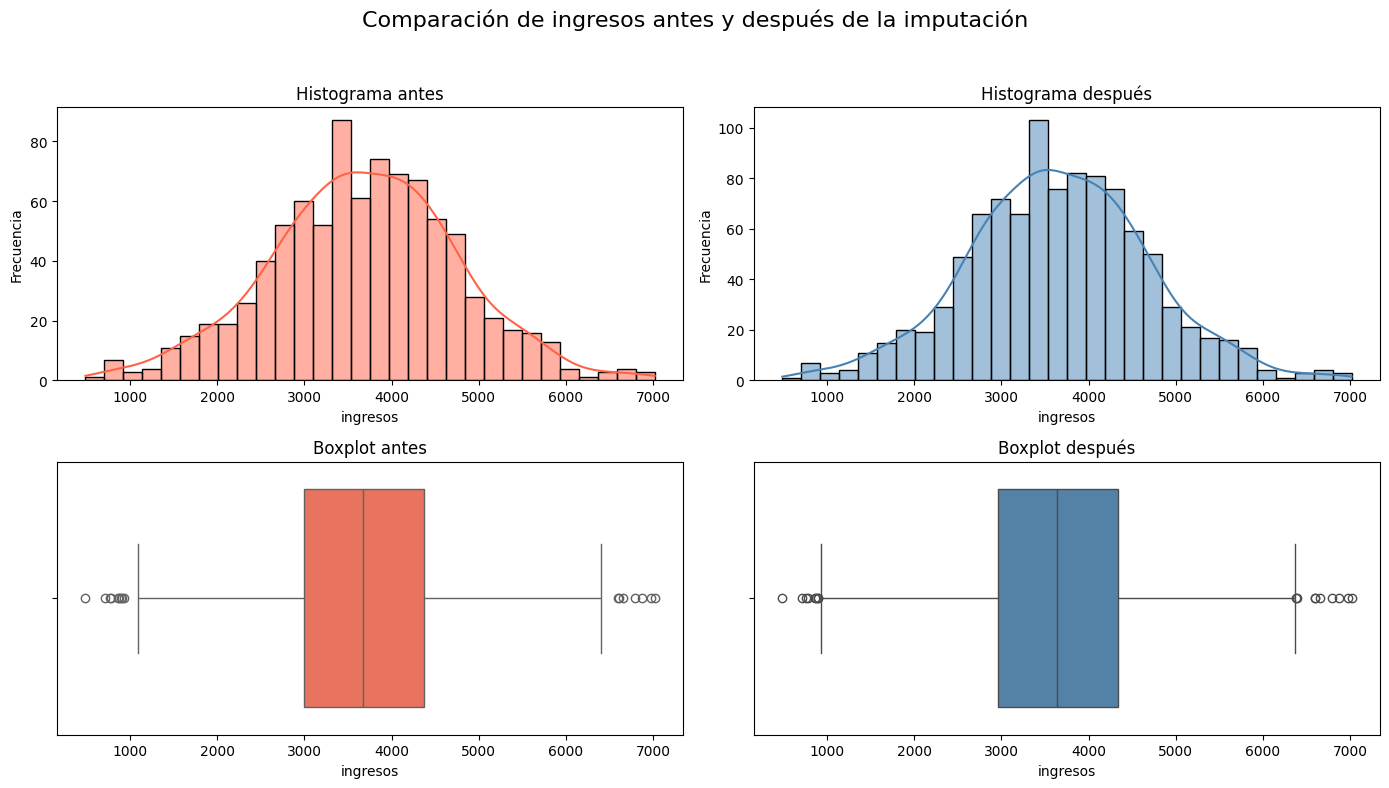 Comparación de ingresos antes y después de la imputación
Histograma antes
Frecuencia
80
60
40
20
0
1000 2000 3000 4000 5000 6000 7000
ingresos
Histograma después
Frecuencia
100
80
60
40
20
0
1000 2000 3000 4000 5000 6000 7000
ingresos
Boxplot antes
1000 2000 3000 4000 5000 6000 7000
ingresos
Boxplot después
1000 2000 3000 4000 5000 6000 7000
ingresos